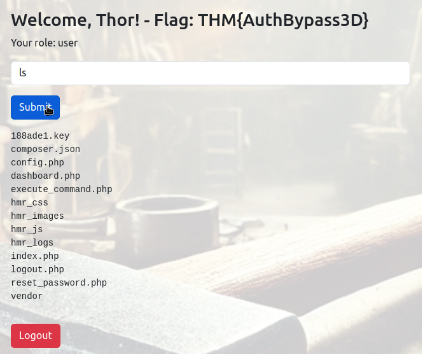 Welcome, Thor! - Flag: THM{AuthBypass3D}
Your role: user
ls
Submit
188ade1.key
composer.json
config.php
dashboard.php
execute_command.php
hmr_css
hmr_images
hmr_js
hmr_logs
index.php
logout.php
reset_password.php
vendor
Logout